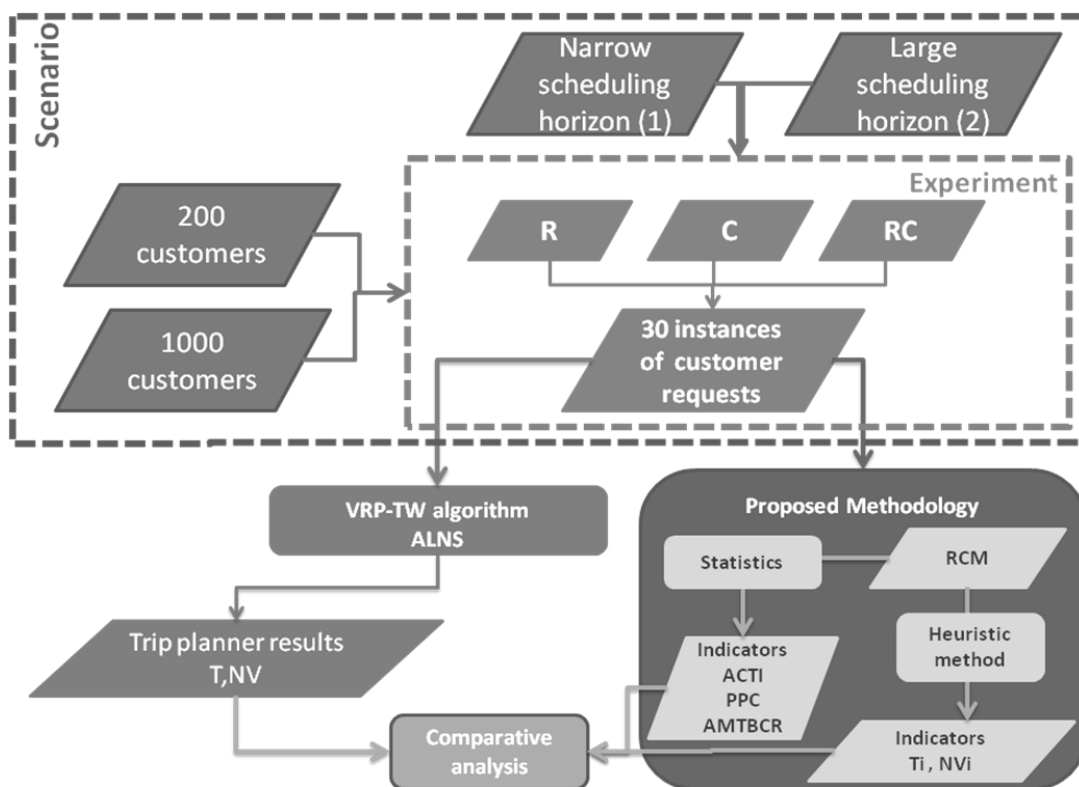 Scenario
Narrow
scheduling
horizon (1)
Large
scheduling
horizon (2)
200
customers
1000
customers
Experiment
R
C
RC
30 instances
of customer
requests
VRP-TW algorithm
ALNS
Trip planner results
T,NV
Comparative
analysis
Proposed Methodology
Statistics
RCM
Indicators
ACTI
PPC
AMTBCR
Heuristic
method
Indicators
Ti , NVi